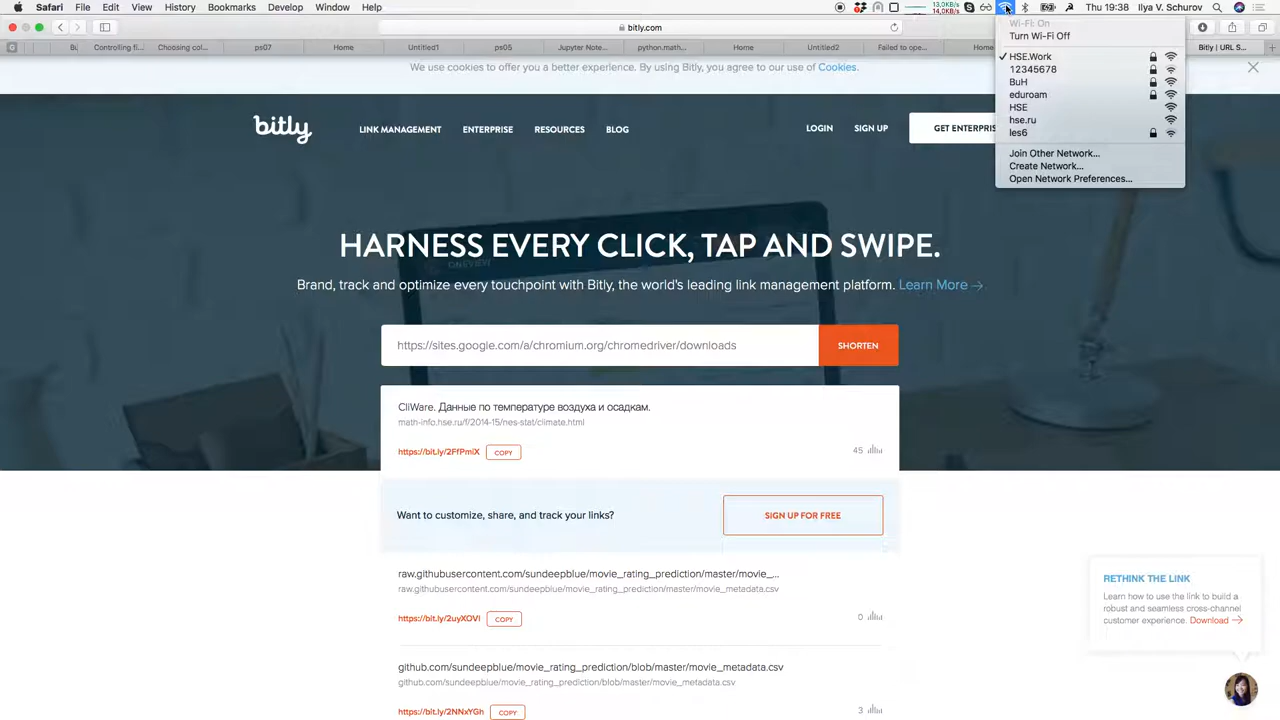 Safari File Edit View History Bookmarks Develop Window Help
13,0KB/s
14,0KB/s
Thu 19:38 Ilya V. Schurov
bitly.com
Controlling if... Choosing col... ps07 Home Untitled1 ps05 Jupyter Note... python.math... Home Untitled2 Failed to ope... Bitly | URL S...
We use cookies to offer you a better experience. By using Bitly, you agree to our use of Cookies.
Wi-Fi: On
Turn Wi-Fi Off
HSE.Work
12345678
BuH
eduroam
HSE
hse.ru
les6
Join Other Network...
Create Network...
Open Network Preferences...
bitly LINK MANAGEMENT ENTERPRISE RESOURCES BLOG LOGIN SIGN UP GET ENTERPRIS
HARNESS EVERY CLICK, TAP AND SWIPE.
Brand, track and optimize every touchpoint with Bitly, the world's leading link management platform. Learn More →
https://sites.google.com/a/chromium.org/chromedriver/downloads SHORTEN
CliWare. Данные по температуре воздуха и осадкам.
math-info.hse.ru/f/2014-15/nes-stat/climate.html
https://bit.ly/2FfPmIX COPY 45
Want to customize, share, and track your links? SIGN UP FOR FREE
raw.githubusercontent.com/sundeepblue/movie_rating_prediction/master/movie_...
raw.githubusercontent.com/sundeepblue/movie_rating_prediction/master/movie_metadata.csv
https://bit.ly/2uyXOVI COPY 0
github.com/sundeepblue/movie_rating_prediction/blob/master/movie_metadata.csv
github.com/sundeepblue/movie_rating_prediction/blob/master/movie_metadata.csv
https://bit.ly/2NNxYGh COPY 3
RETHINK THE LINK
Learn how to use the link to build a
robust and seamless cross-channel
customer experience. Download →